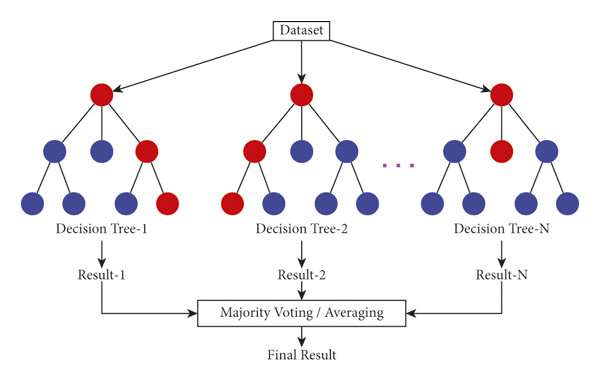 Dataset
Decision Tree-1
Decision Tree-2
Decision Tree-N
Result-1
Result-2
Result-N
Majority Voting / Averaging
Final Result